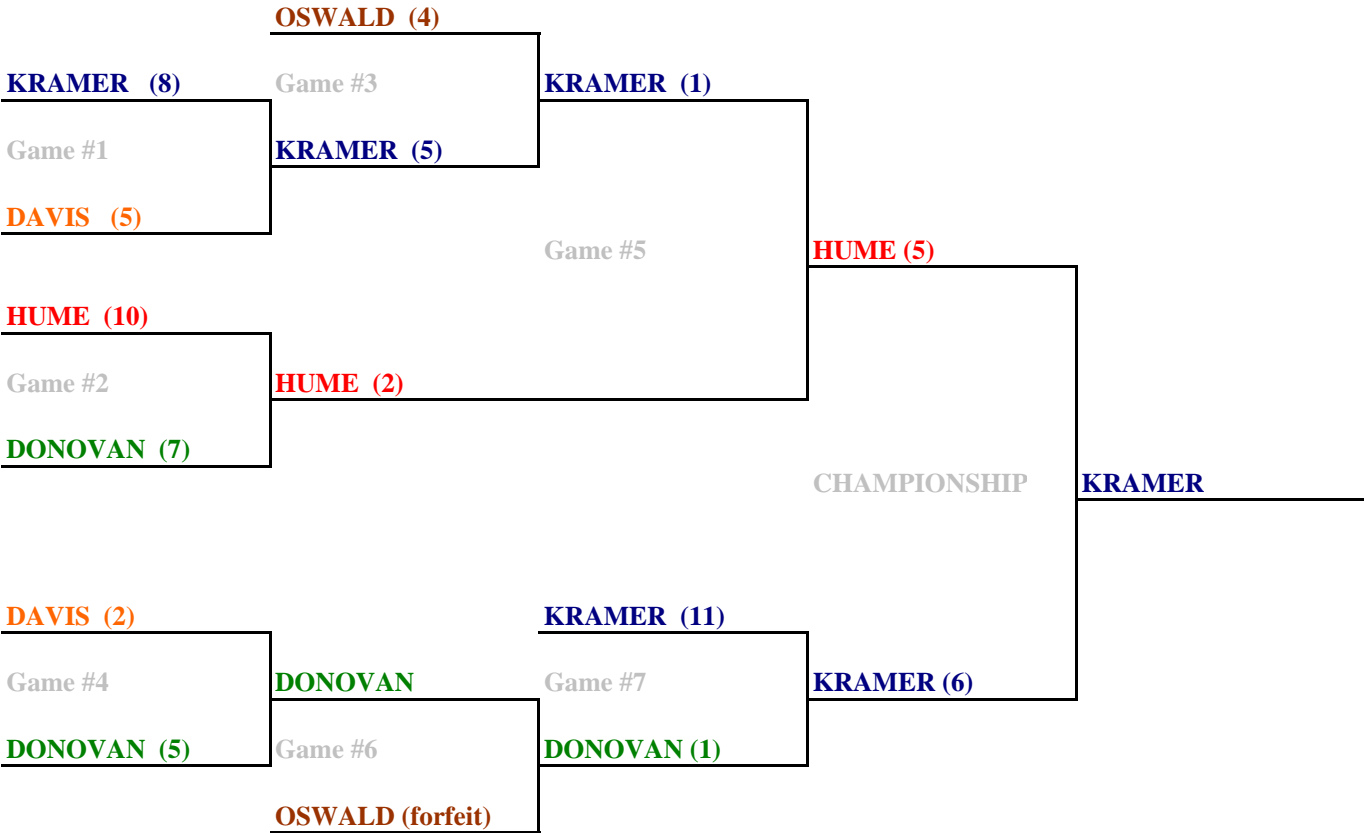 OSWALD (4)
KRAMER (8)
Game #3
KRAMER (1)
Game #1
KRAMER (5)
DAVIS (5)
Game #5
HUME (5)
HUME (10)
Game #2
HUME (2)
DONOVAN (7)
CHAMPIONSHIP
KRAMER
DAVIS (2)
KRAMER (11)
Game #4
DONOVAN
Game #7
KRAMER (6)
DONOVAN (5)
Game #6
DONOVAN (1)
OSWALD (forfeit)